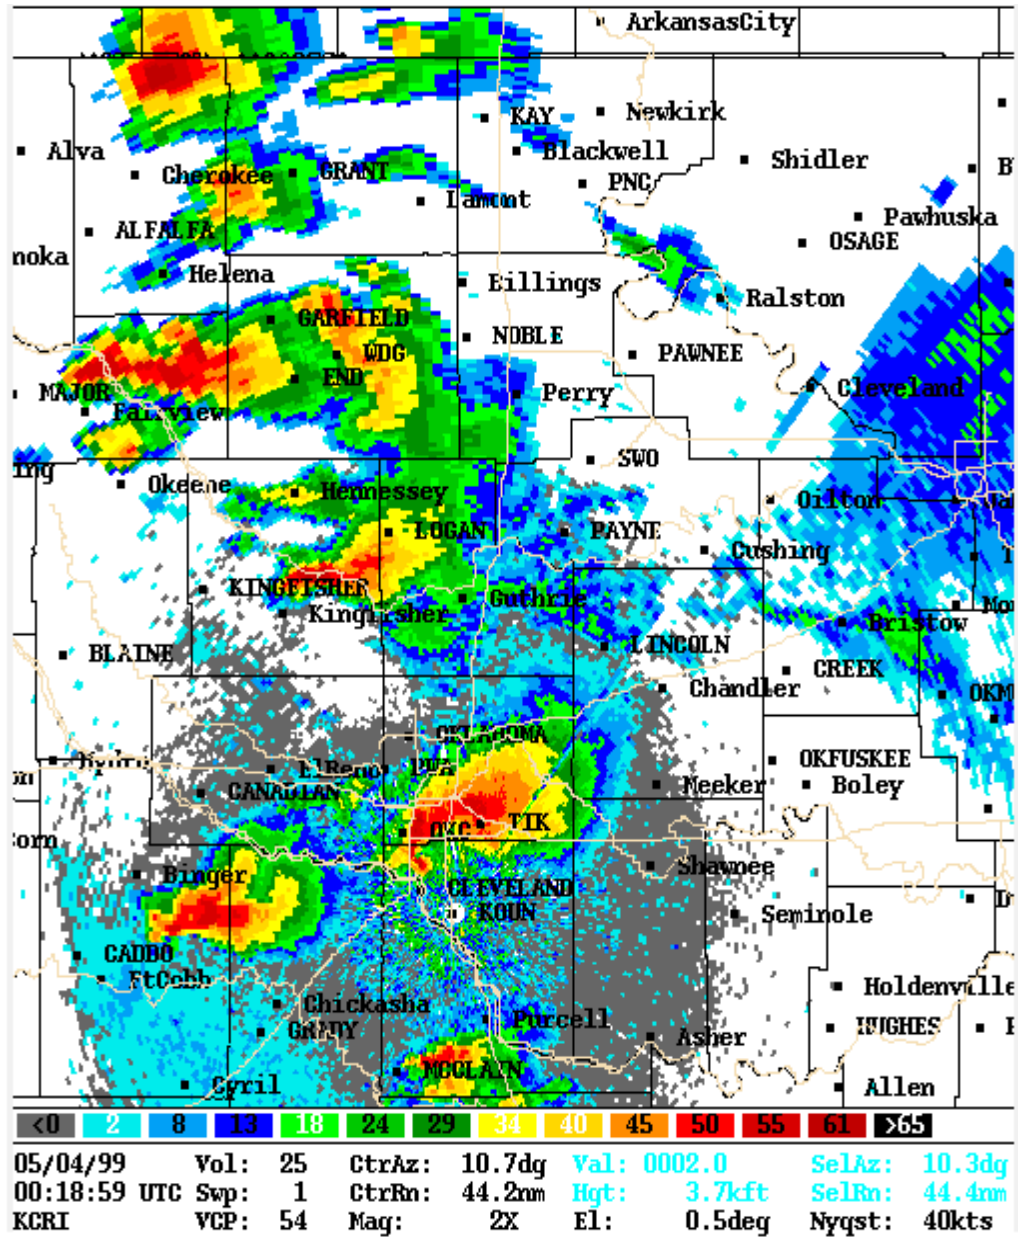 ArkansasCity
KAY
Newkirk
Alva
Blackwell
Shidler
Cherokee
GRANT
PNC
B
Lamont
ALFALFA
Pawhuska
OSAGE
noka
Helena
Billings
Ralston
GARFIELD
NOBLE
WDG
PAWNEE
END
MAJOR
Perry
Cleveland
Fairview
SWO
ing
Okeene
Hennessey
Oilton
LOGAN
PAYNE
Cushing
KINGFISHER
Guthrie
Kingfisher
Mo
Bristow
BLAINE
LINCOLN
CREEK
Chandler
OKM
OKLAHOMA
OKFUSKEE
ElReno
PWA
CANADIAN
Meeker
Boley
OKC
TIK
orn
Shawnee
Binger
CLEVELAND
KOUN
Seminole
CADDO
FtCobb
Holdenville
Chickasha
Purcell
GRADY
HUGHES
Asher
MCCLAIN
Cyril
Allen
<0 2 8 13 18 24 29 34 40 45 50 55 61 >65
05/04/99 Vol: 25 CtrAz: 10.7dg Val: 0002.0 SelAz: 10.3dg
00:18:59 UTC Swp: 1 CtrRn: 44.2nm Hgt: 3.7kft SelRn: 44.4nm
KCRI VCP: 54 Mag: 2X El: 0.5deg Nyqst: 40kts